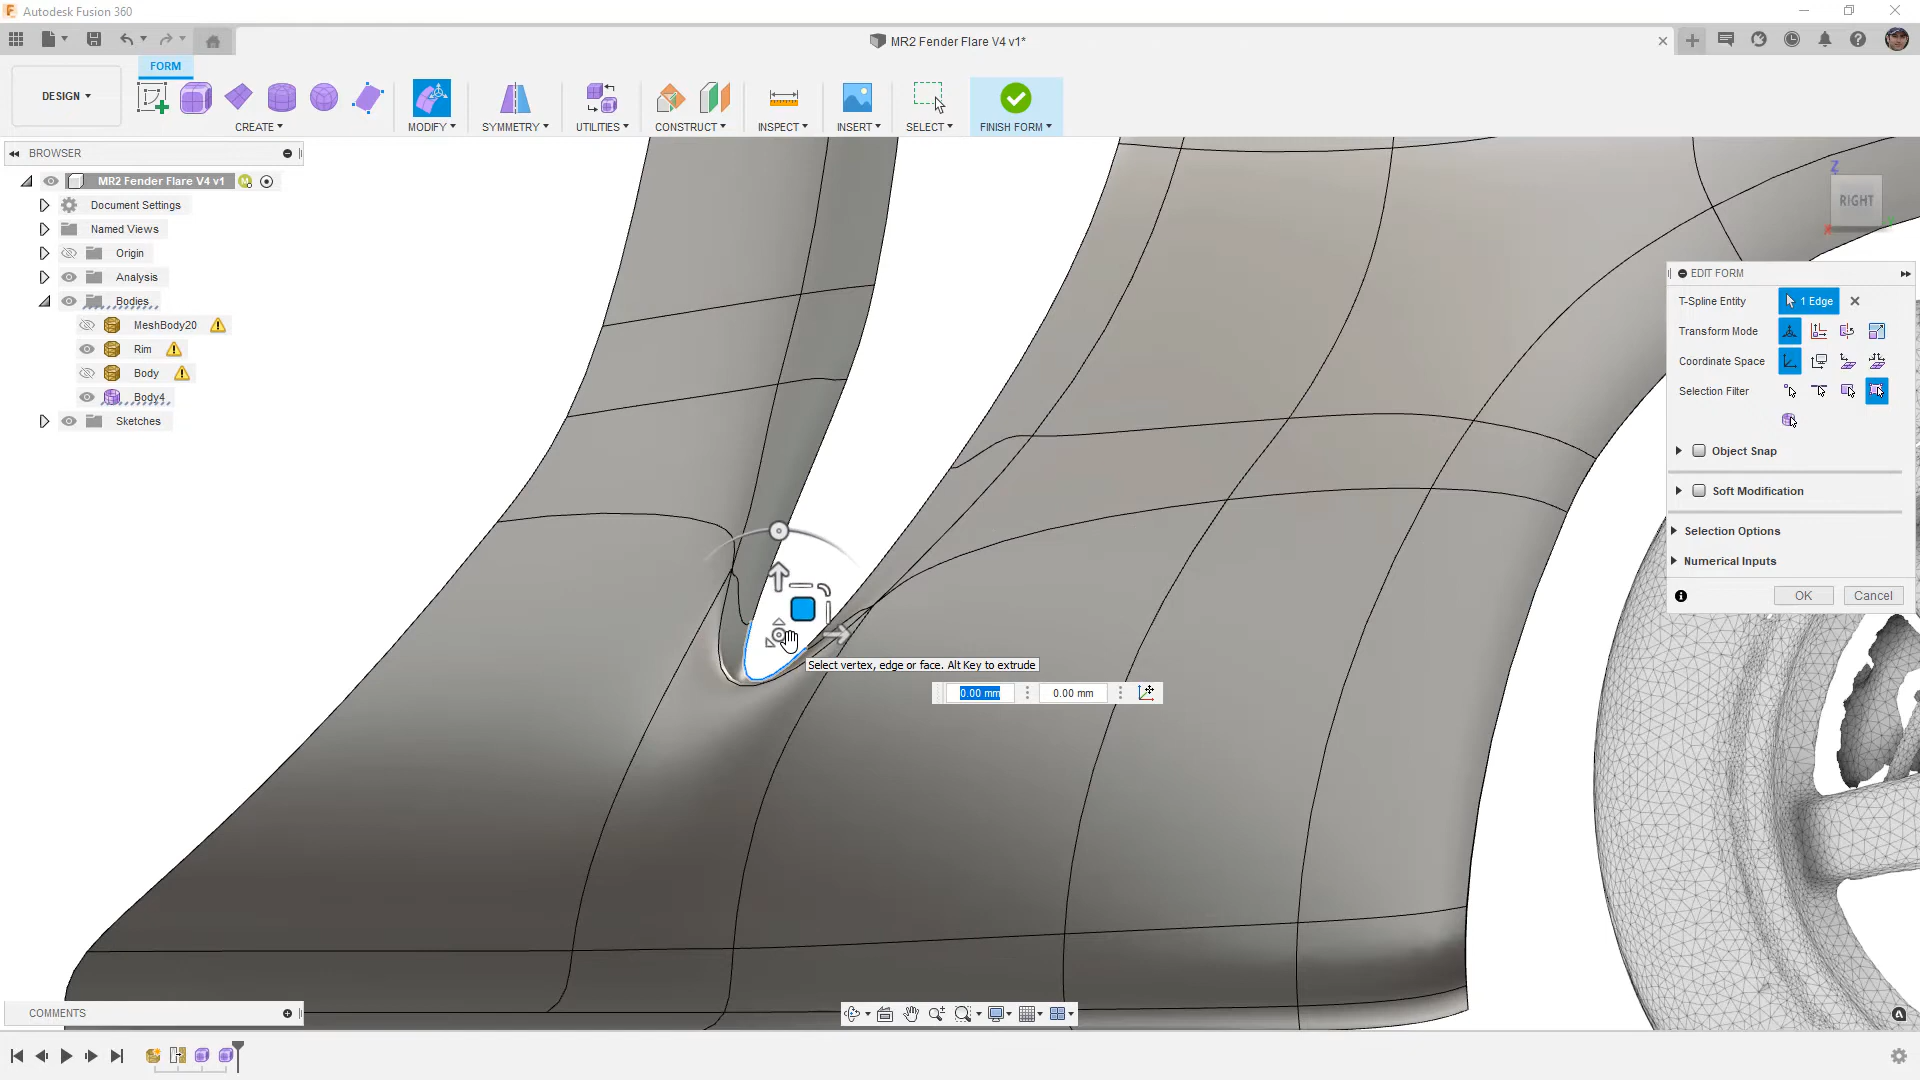 Autodesk Fusion 360
MR2 Fender Flare V4 v1*
FORM
DESIGN
CREATE
MODIFY
SYMMETRY
UTILITIES
CONSTRUCT
INSPECT
INSERT
SELECT
FINISH FORM
BROWSER
MR2 Fender Flare V4 v1
Document Settings
Named Views
Origin
Analysis
Bodies
MeshBody20
Rim
Body
Body4
Sketches
Z
RIGHT
EDIT FORM
T-Spline Entity
1 Edge
Transform Mode
Coordinate Space
Selection Filter
Object Snap
Soft Modification
Selection Options
Numerical Inputs
OK
Cancel
Select vertex, edge or face. Alt Key to extrude
0.00 mm
0.00 mm
COMMENTS